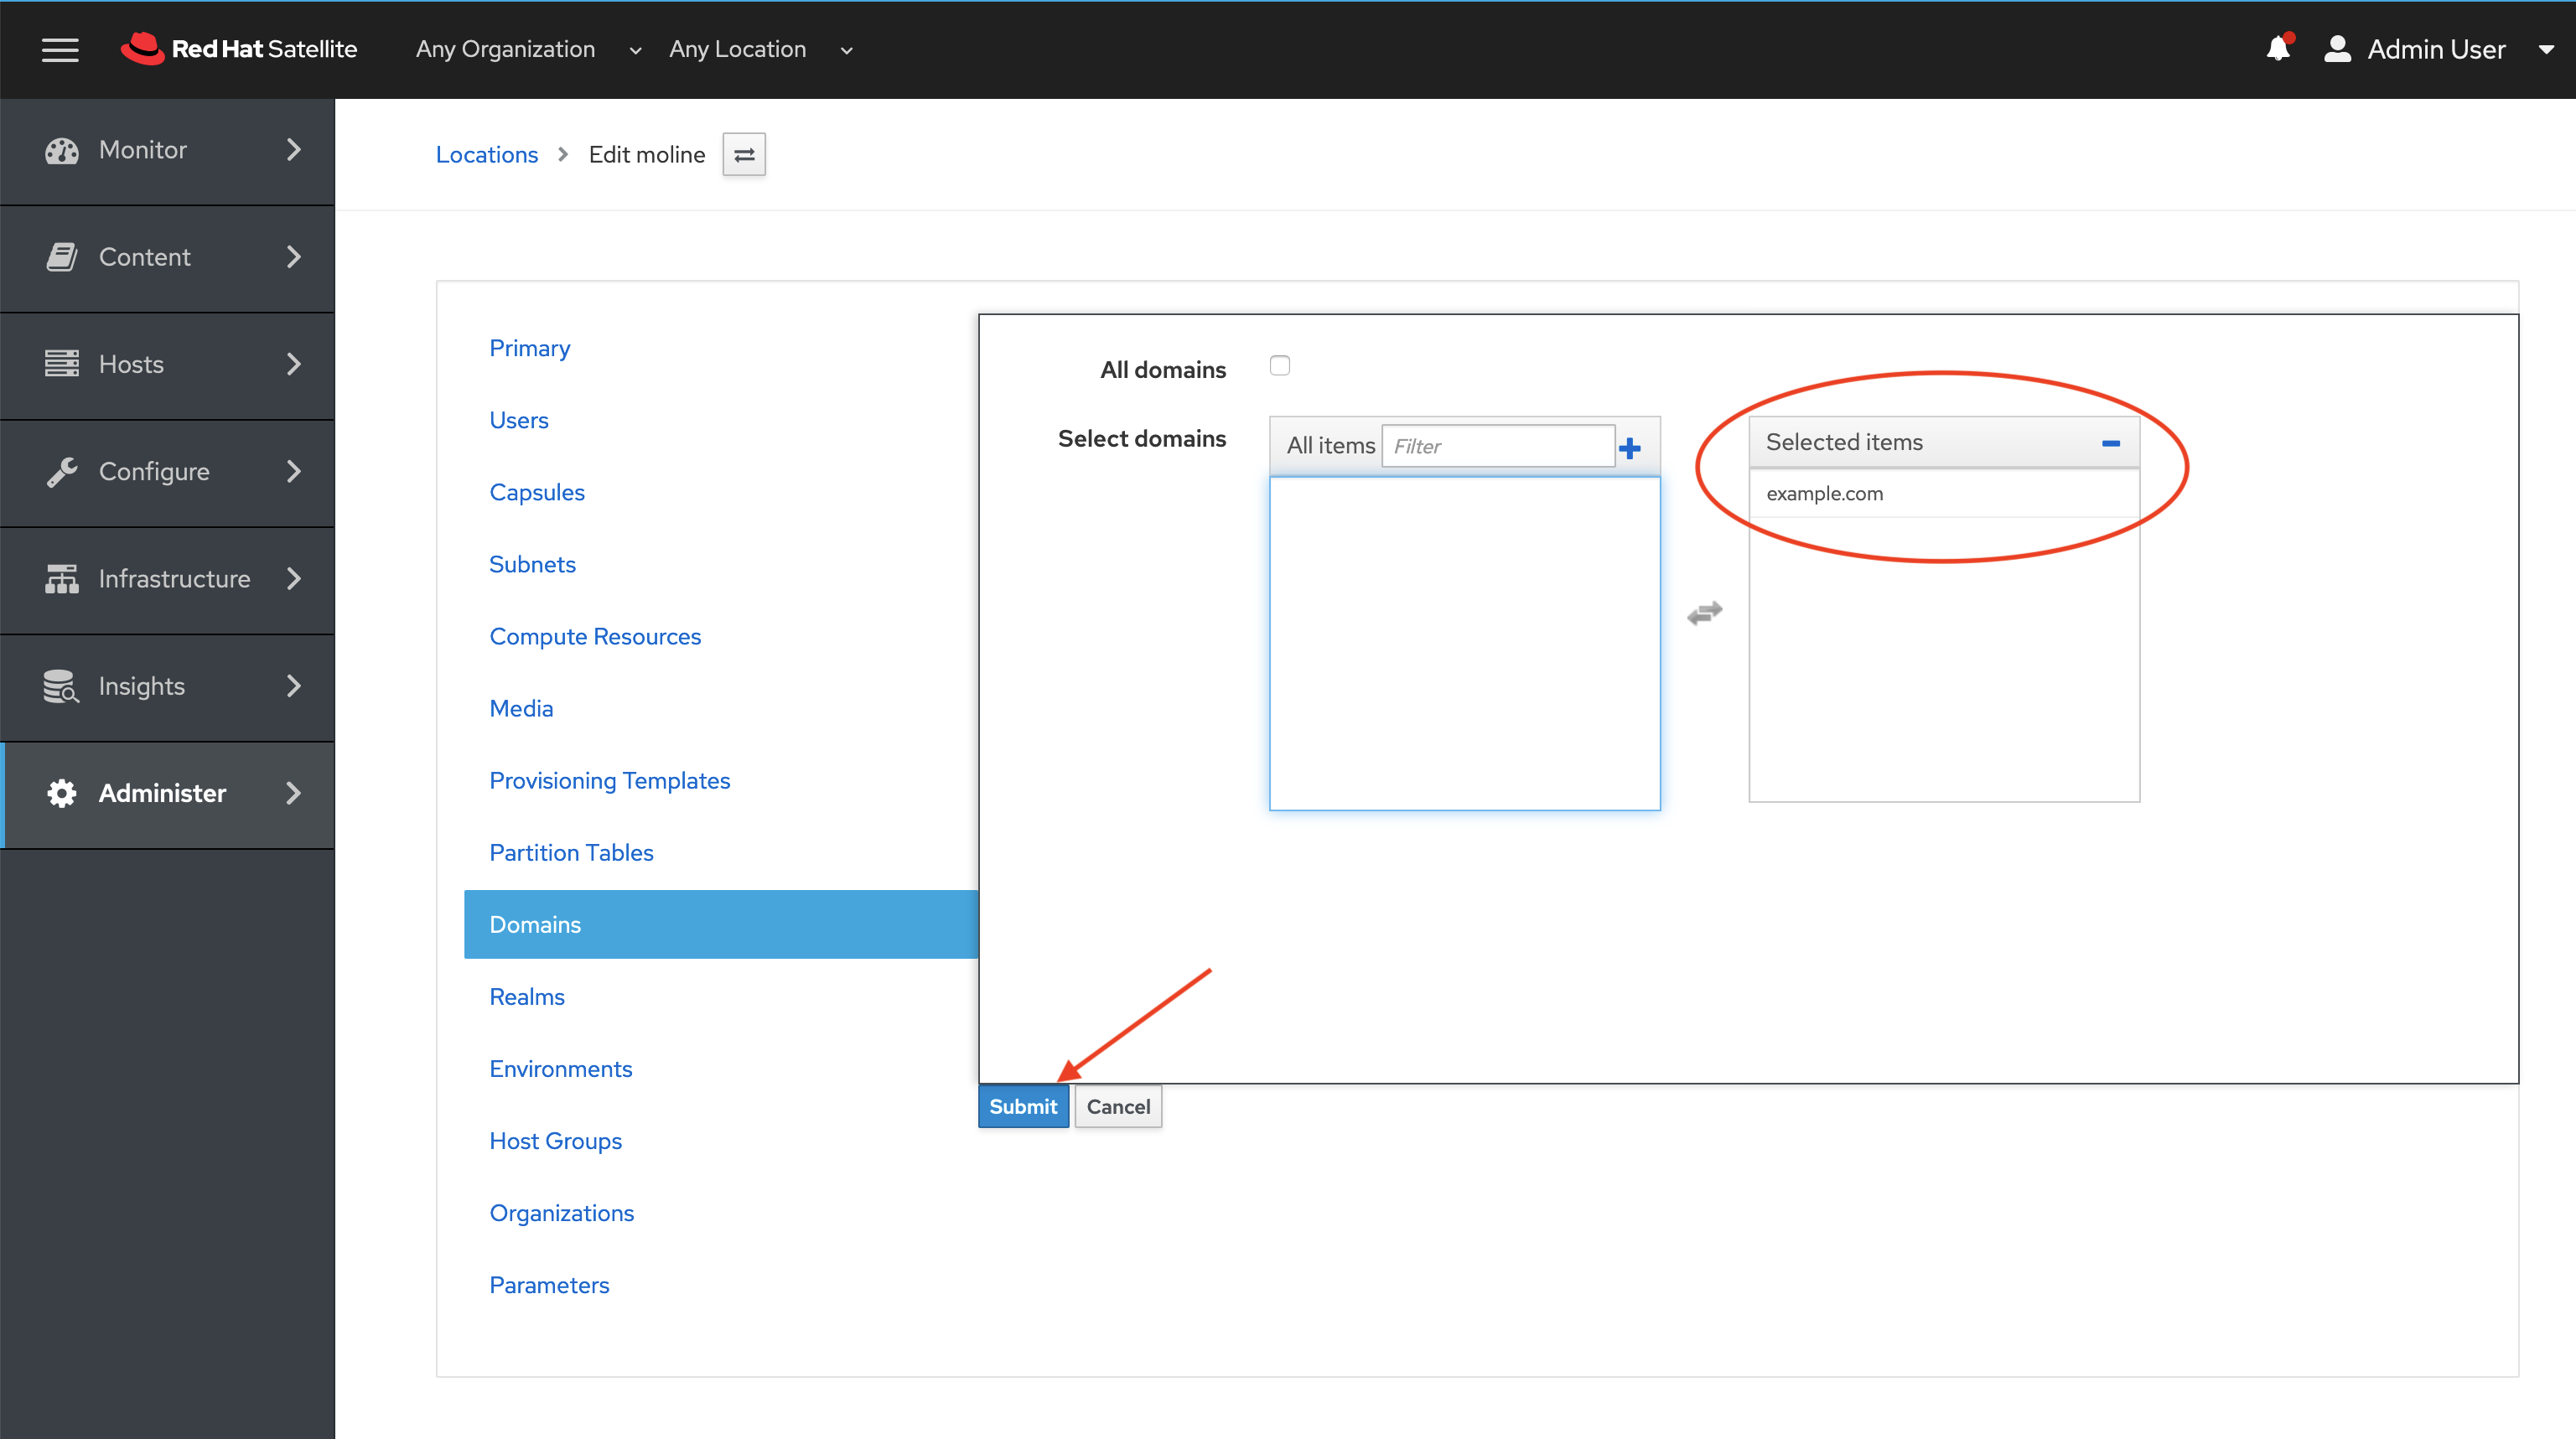 Red Hat Satellite
Any Organization
Any Location
Admin User
Monitor
Content
Hosts
Configure
Infrastructure
Insights
Administer
Locations
Edit moline
Primary
Users
Capsules
Subnets
Compute Resources
Media
Provisioning Templates
Partition Tables
Domains
Realms
Environments
Host Groups
Organizations
Parameters
All domains
Select domains
All items
Filter
Selected items
example.com
Submit
Cancel